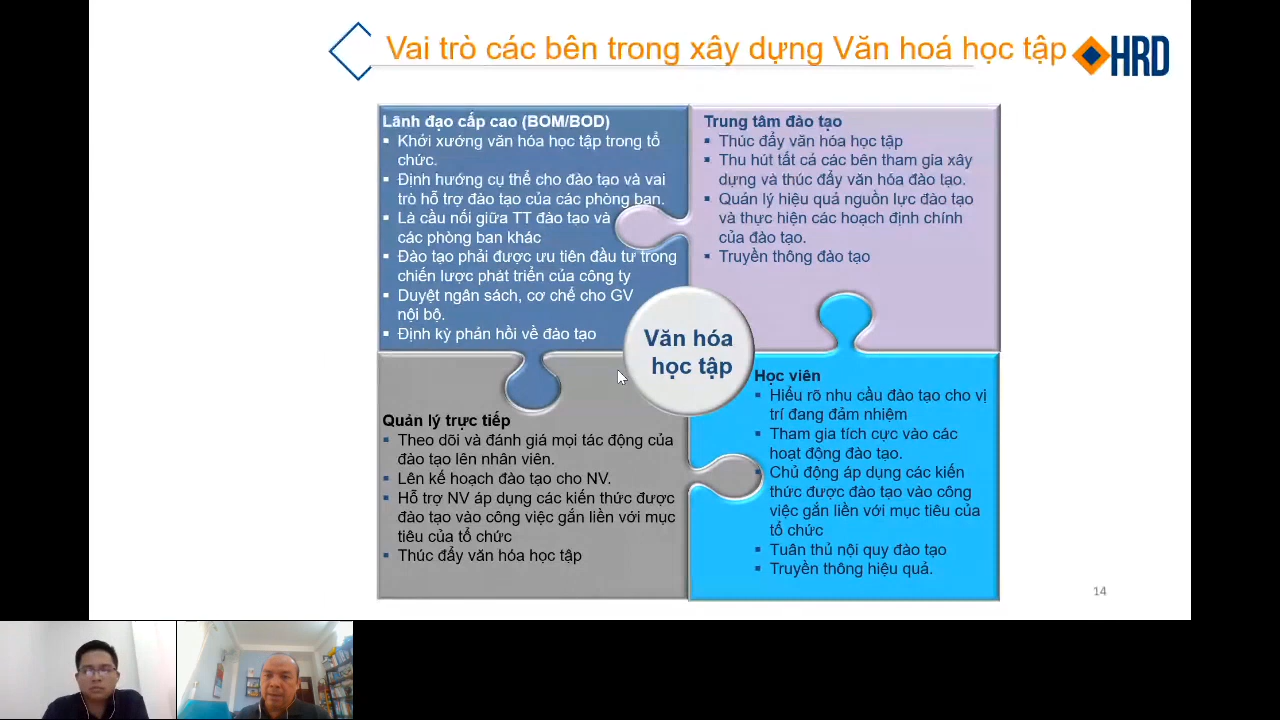 Vai trò các bên trong xây dựng Văn hoá học tập
HRD
Lãnh đạo cấp cao (BOM/BOD)
▪ Khởi xướng văn hóa học tập trong tổ
chức.
▪ Định hướng cụ thể cho đào tạo và vai
trò hỗ trợ đào tạo của các phòng ban.
▪ Là cầu nối giữa TT đào tạo và
các phòng ban khác
▪ Đào tạo phải được ưu tiên đầu tư trong
chiến lược phát triển của công ty
▪ Duyệt ngân sách, cơ chế cho GV
nội bộ.
▪ Định kỳ phản hồi về đào tạo
Trung tâm đào tạo
▪ Thúc đẩy văn hóa học tập
▪ Thu hút tất cả các bên tham gia xây
dựng và thúc đẩy văn hóa đào tạo.
▪ Quản lý hiệu quả nguồn lực đào tạo
và thực hiện các hoạch định chính
của đào tạo.
▪ Truyền thông đào tạo
Văn hóa
học tập
Quản lý trực tiếp
▪ Theo dõi và đánh giá mọi tác động của
đào tạo lên nhân viên.
▪ Lên kế hoạch đào tạo cho NV.
▪ Hỗ trợ NV áp dụng các kiến thức được
đào tạo vào công việc gắn liền với mục
tiêu của tổ chức
▪ Thúc đẩy văn hóa học tập
Học viên
▪ Hiểu rõ nhu cầu đào tạo cho vị
trí đang đảm nhiệm
▪ Tham gia tích cực vào các
hoạt động đào tạo.
▪ Chủ động áp dụng các kiến
thức được đào tạo vào công
việc gắn liền với mục tiêu của
tổ chức
▪ Tuân thủ nội quy đào tạo
▪ Truyền thông hiệu quả.
14